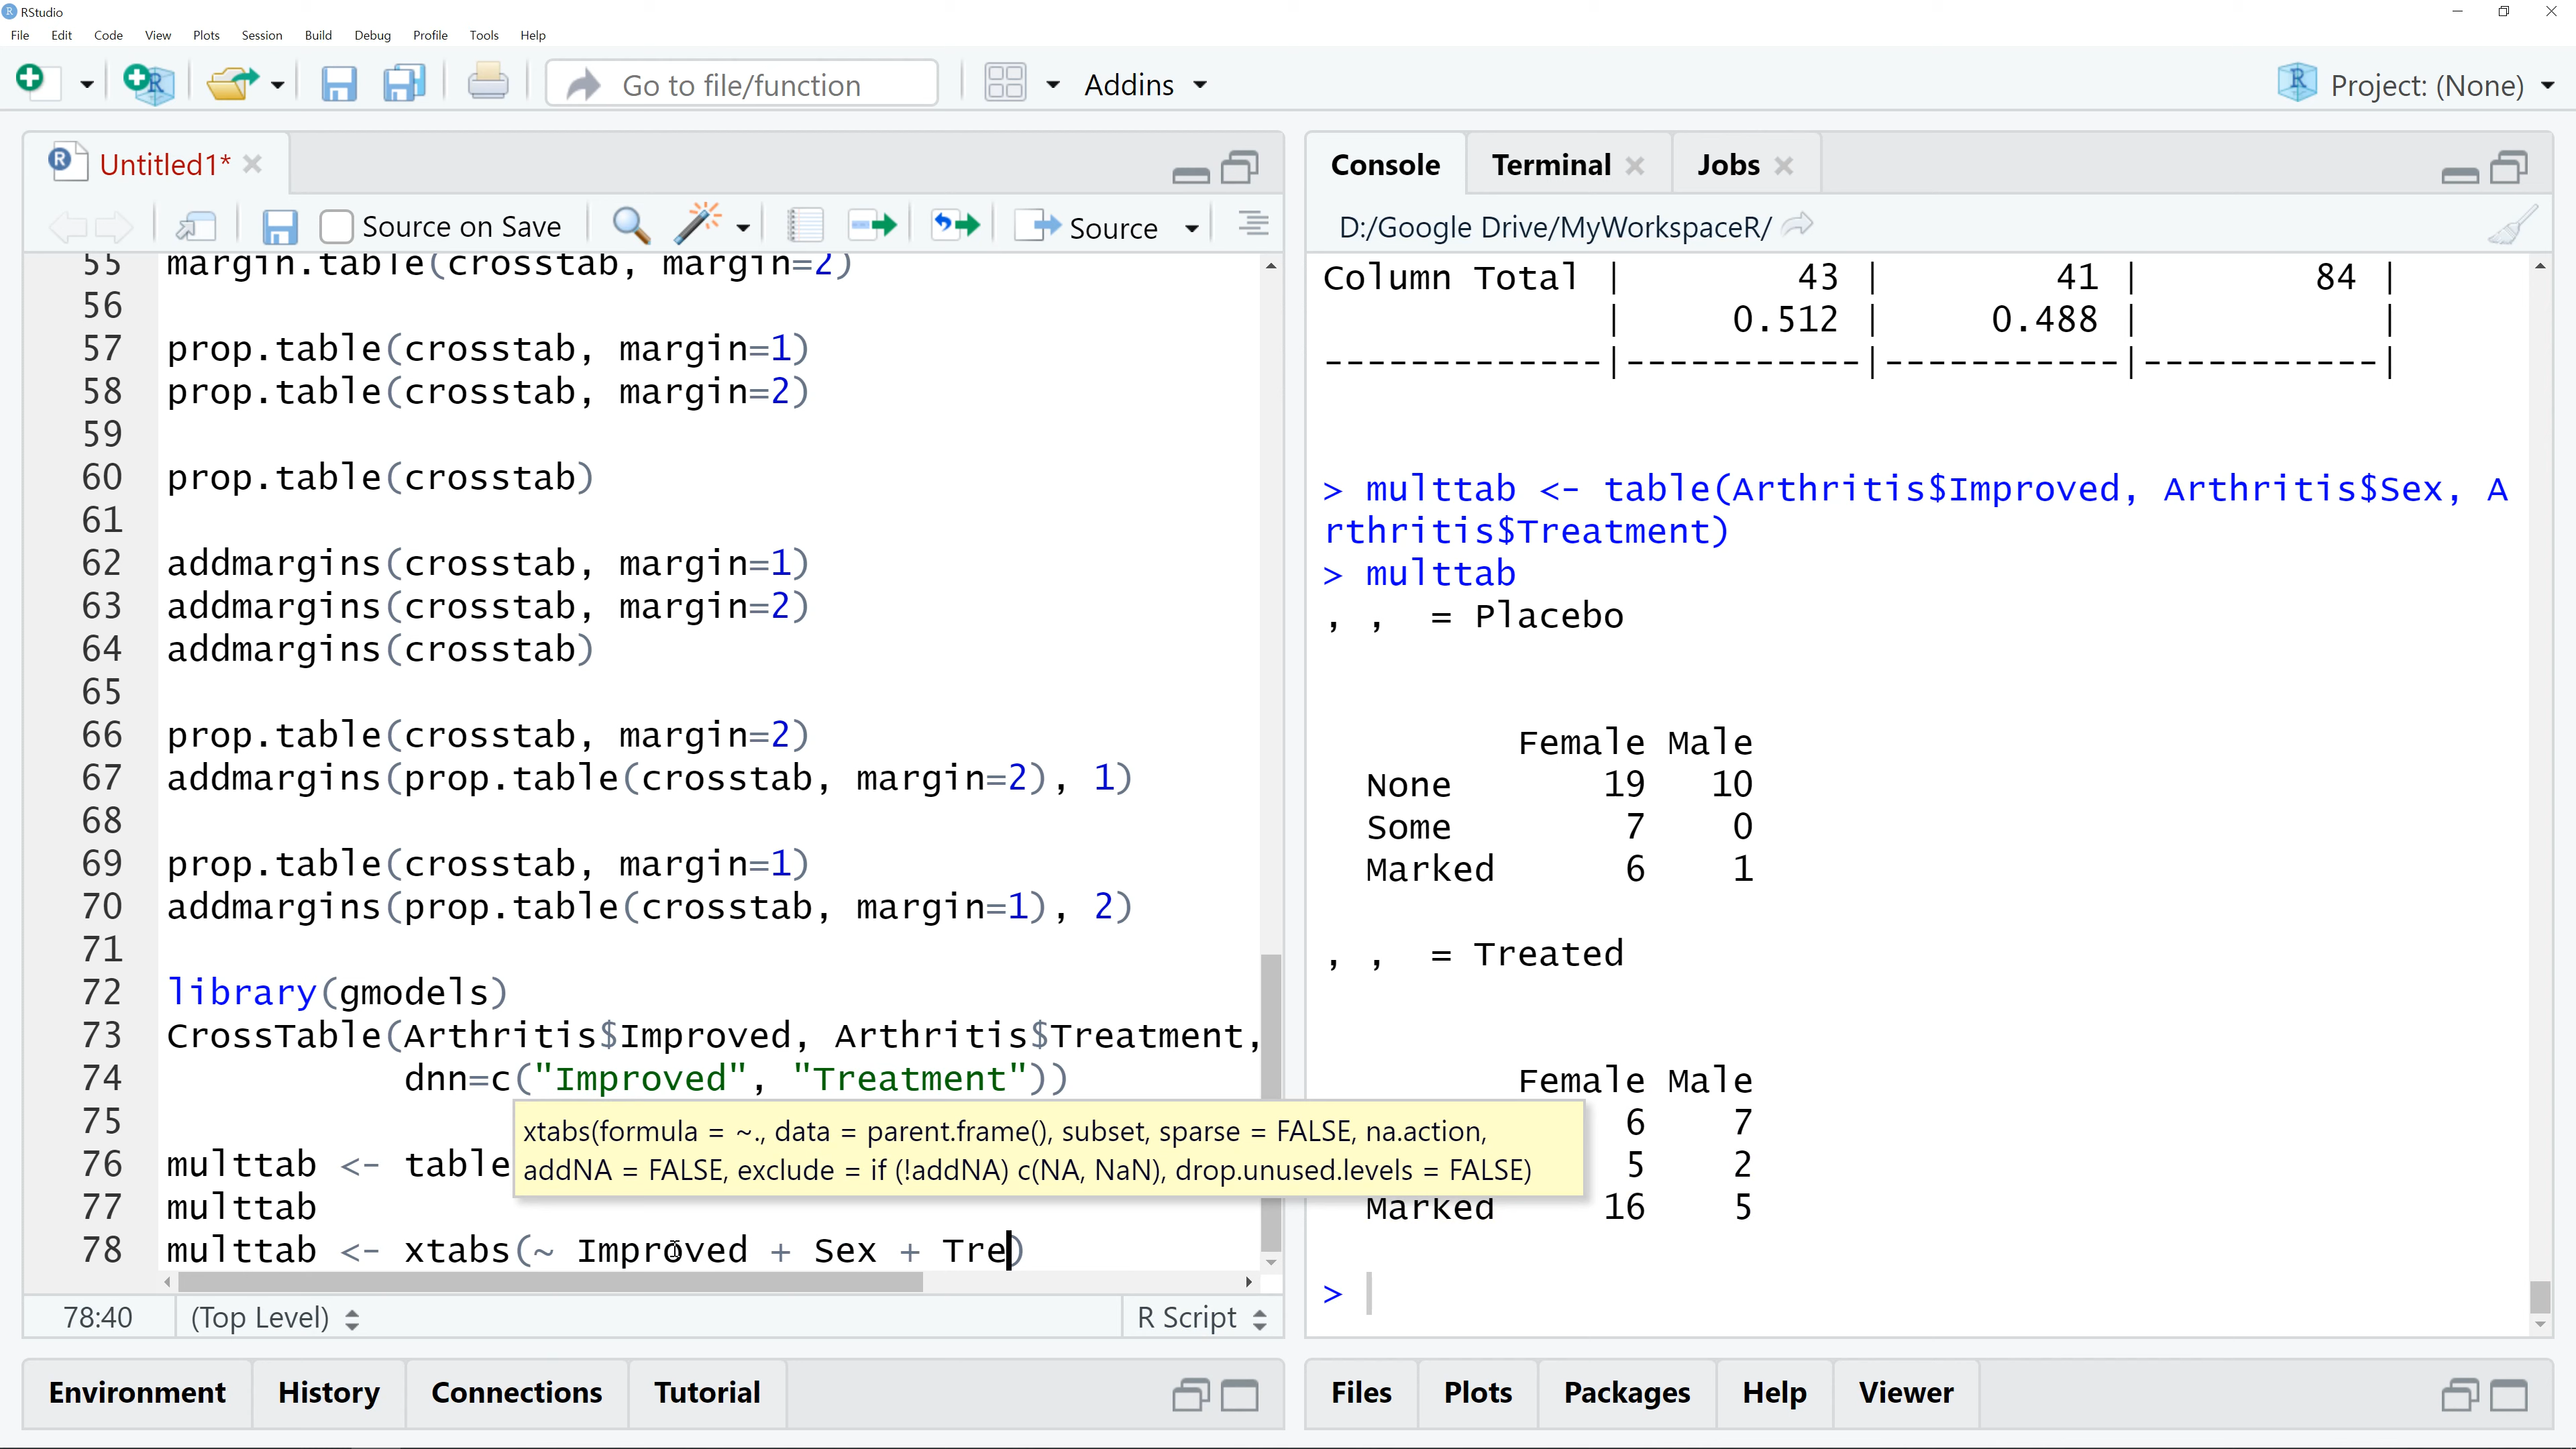 RStudio
File Edit Code View Plots Session Build Debug Profile Tools Help
Go to file/function Addins Project: (None)
Untitled1*
Source on Save Source
55 margin.table(crosstab, margin=2)
56
57 prop.table(crosstab, margin=1)
58 prop.table(crosstab, margin=2)
59
60 prop.table(crosstab)
61
62 addmargins(crosstab, margin=1)
63 addmargins(crosstab, margin=2)
64 addmargins(crosstab)
65
66 prop.table(crosstab, margin=2)
67 addmargins(prop.table(crosstab, margin=2), 1)
68
69 prop.table(crosstab, margin=1)
70 addmargins(prop.table(crosstab, margin=1), 2)
71
72 library(gmodels)
73 CrossTable(Arthritis$Improved, Arthritis$Treatment,
74 dnn=c("Improved", "Treatment"))
75
76 multtab <- table
77 multtab
78 multtab <- xtabs(~ Improved + Sex + Tre)
xtabs(formula = ~., data = parent.frame(), subset, sparse = FALSE, na.action,
addNA = FALSE, exclude = if (!addNA) c(NA, NaN), drop.unused.levels = FALSE)
78:40 (Top Level) R Script
Environment History Connections Tutorial
Console Terminal Jobs
D:/Google Drive/MyWorkspaceR/
Column Total | 43 | 41 | 84 |
| 0.512 | 0.488 | |
-------------|-----------|-----------|-----------|
> multtab <- table(Arthritis$Improved, Arthritis$Sex, A
rthritis$Treatment)
> multtab
, , = Placebo
Female Male
None 19 10
Some 7 0
Marked 6 1
, , = Treated
Female Male
6 7
5 2
Marked 16 5
>
Files Plots Packages Help Viewer